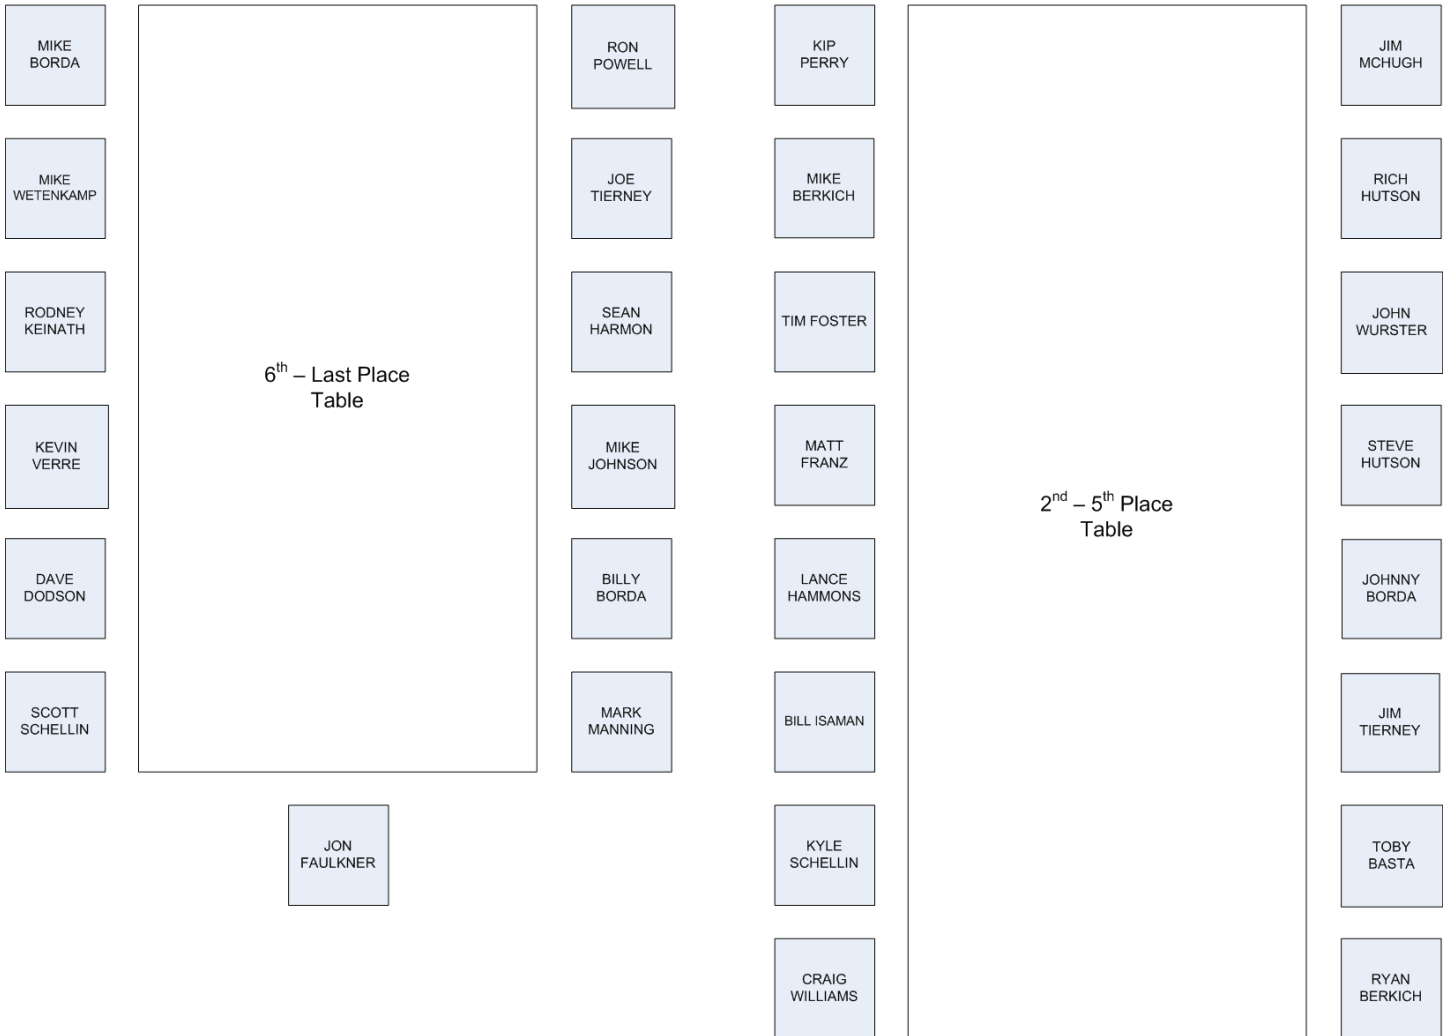 MIKE
BORDA
RON
POWELL
KIP
PERRY
JIM
MCHUGH
MIKE
WETENKAMP
JOE
TIERNEY
MIKE
BERKICH
RICH
HUTSON
RODNEY
KEINATH
SEAN
HARMON
TIM FOSTER
JOHN
WURSTER
6th – Last Place
Table
KEVIN
VERRE
MIKE
JOHNSON
MATT
FRANZ
STEVE
HUTSON
2nd – 5th Place
Table
DAVE
DODSON
BILLY
BORDA
LANCE
HAMMONS
JOHNNY
BORDA
SCOTT
SCHELLIN
MARK
MANNING
BILL ISAMAN
JIM
TIERNEY
JON
FAULKNER
KYLE
SCHELLIN
TOBY
BASTA
CRAIG
WILLIAMS
RYAN
BERKICH